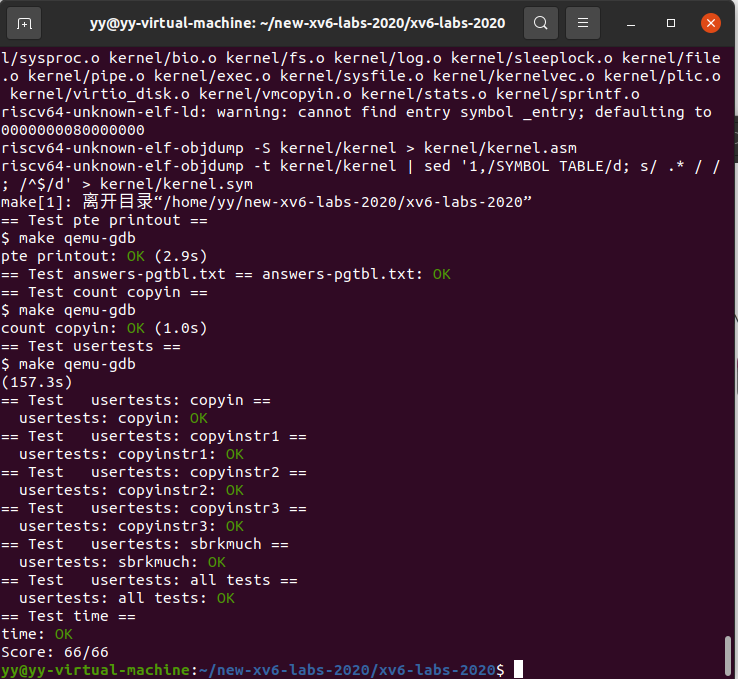 yy@yy-virtual-machine: ~/new-xv6-labs-2020/xv6-labs-2020
l/sysproc.o kernel/bio.o kernel/fs.o kernel/log.o kernel/sleeplock.o kernel/file
.o kernel/pipe.o kernel/exec.o kernel/sysfile.o kernel/kernelvec.o kernel/plic.o
 kernel/virtio_disk.o kernel/vmcopyin.o kernel/stats.o kernel/sprintf.o
riscv64-unknown-elf-ld: warning: cannot find entry symbol _entry; defaulting to
0000000080000000
riscv64-unknown-elf-objdump -S kernel/kernel > kernel/kernel.asm
riscv64-unknown-elf-objdump -t kernel/kernel | sed '1,/SYMBOL TABLE/d; s/ .* / /
; /^$/d' > kernel/kernel.sym
make[1]: 离开目录“/home/yy/new-xv6-labs-2020/xv6-labs-2020”
== Test pte printout ==
$ make qemu-gdb
pte printout: OK (2.9s)
== Test answers-pgtbl.txt == answers-pgtbl.txt: OK
== Test count copyin ==
$ make qemu-gdb
count copyin: OK (1.0s)
== Test usertests ==
$ make qemu-gdb
(157.3s)
== Test   usertests: copyin ==
  usertests: copyin: OK
== Test   usertests: copyinstr1 ==
  usertests: copyinstr1: OK
== Test   usertests: copyinstr2 ==
  usertests: copyinstr2: OK
== Test   usertests: copyinstr3 ==
  usertests: copyinstr3: OK
== Test   usertests: sbrkmuch ==
  usertests: sbrkmuch: OK
== Test   usertests: all tests ==
  usertests: all tests: OK
== Test time ==
time: OK
Score: 66/66
yy@yy-virtual-machine:~/new-xv6-labs-2020/xv6-labs-2020$